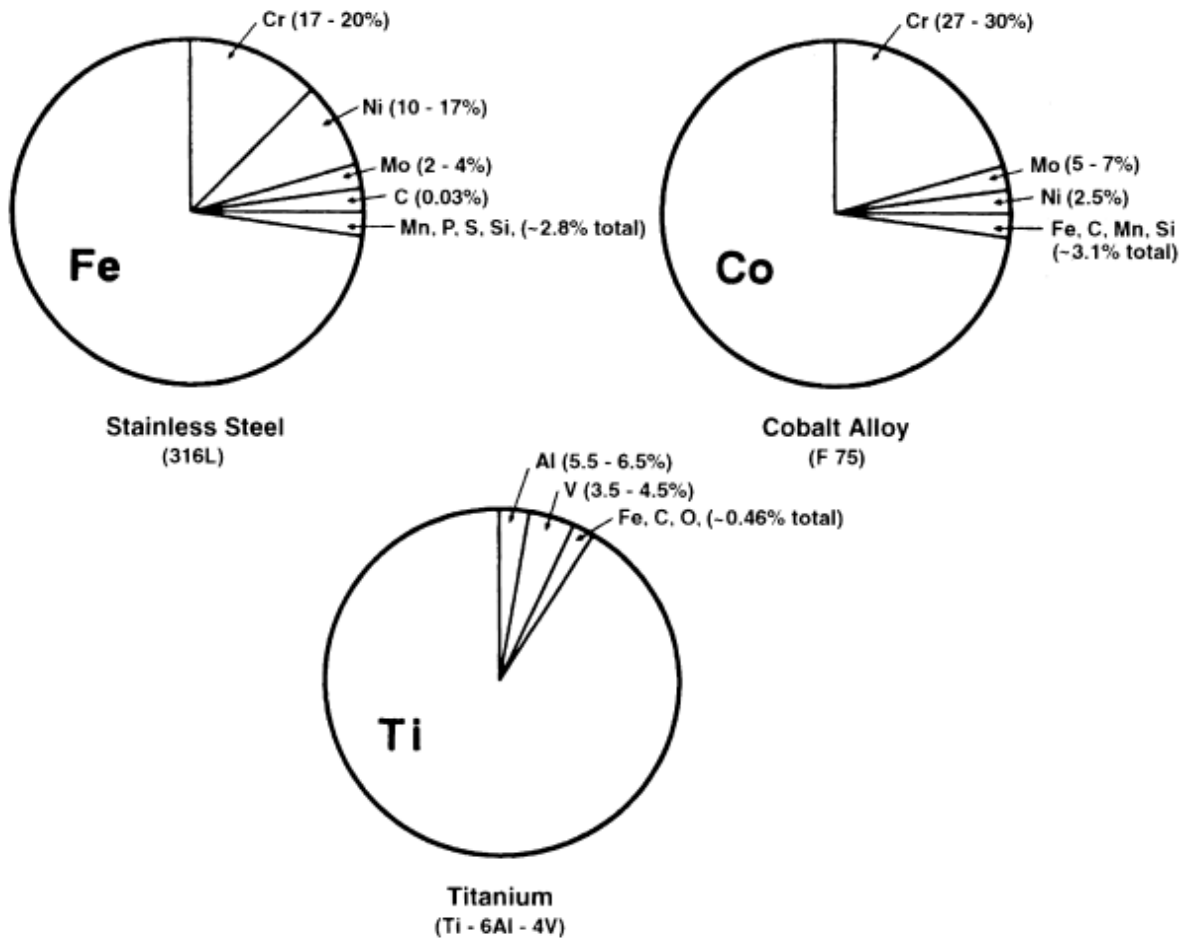 Cr (17 - 20%)
Ni (10 - 17%)
Mo (2 - 4%)
C (0.03%)
Mn, P, S, Si, (~2.8% total)
Fe
Stainless Steel
(316L)
Cr (27 - 30%)
Mo (5 - 7%)
Ni (2.5%)
Fe, C, Mn, Si
(~3.1% total)
Co
Cobalt Alloy
(F 75)
Al (5.5 - 6.5%)
V (3.5 - 4.5%)
Fe, C, O, (~0.46% total)
Ti
Titanium
(Ti - 6Al - 4V)